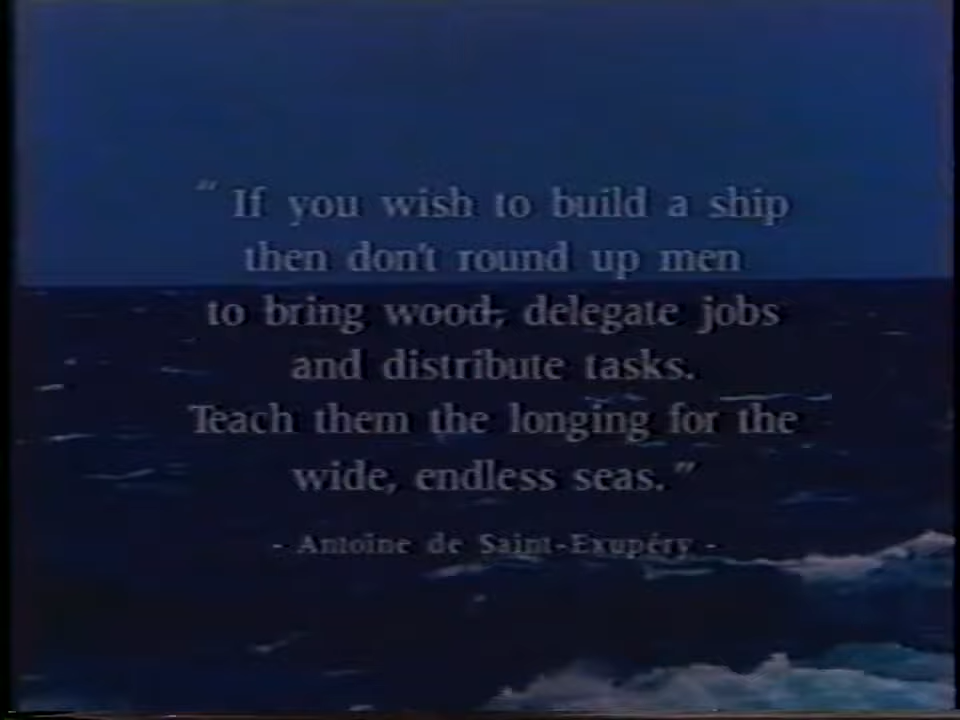 " If you wish to build a ship
then don't round up men
to bring wood, delegate jobs
and distribute tasks.
Teach them the longing for the
wide, endless seas."
- Antoine de Saint-Exupéry -